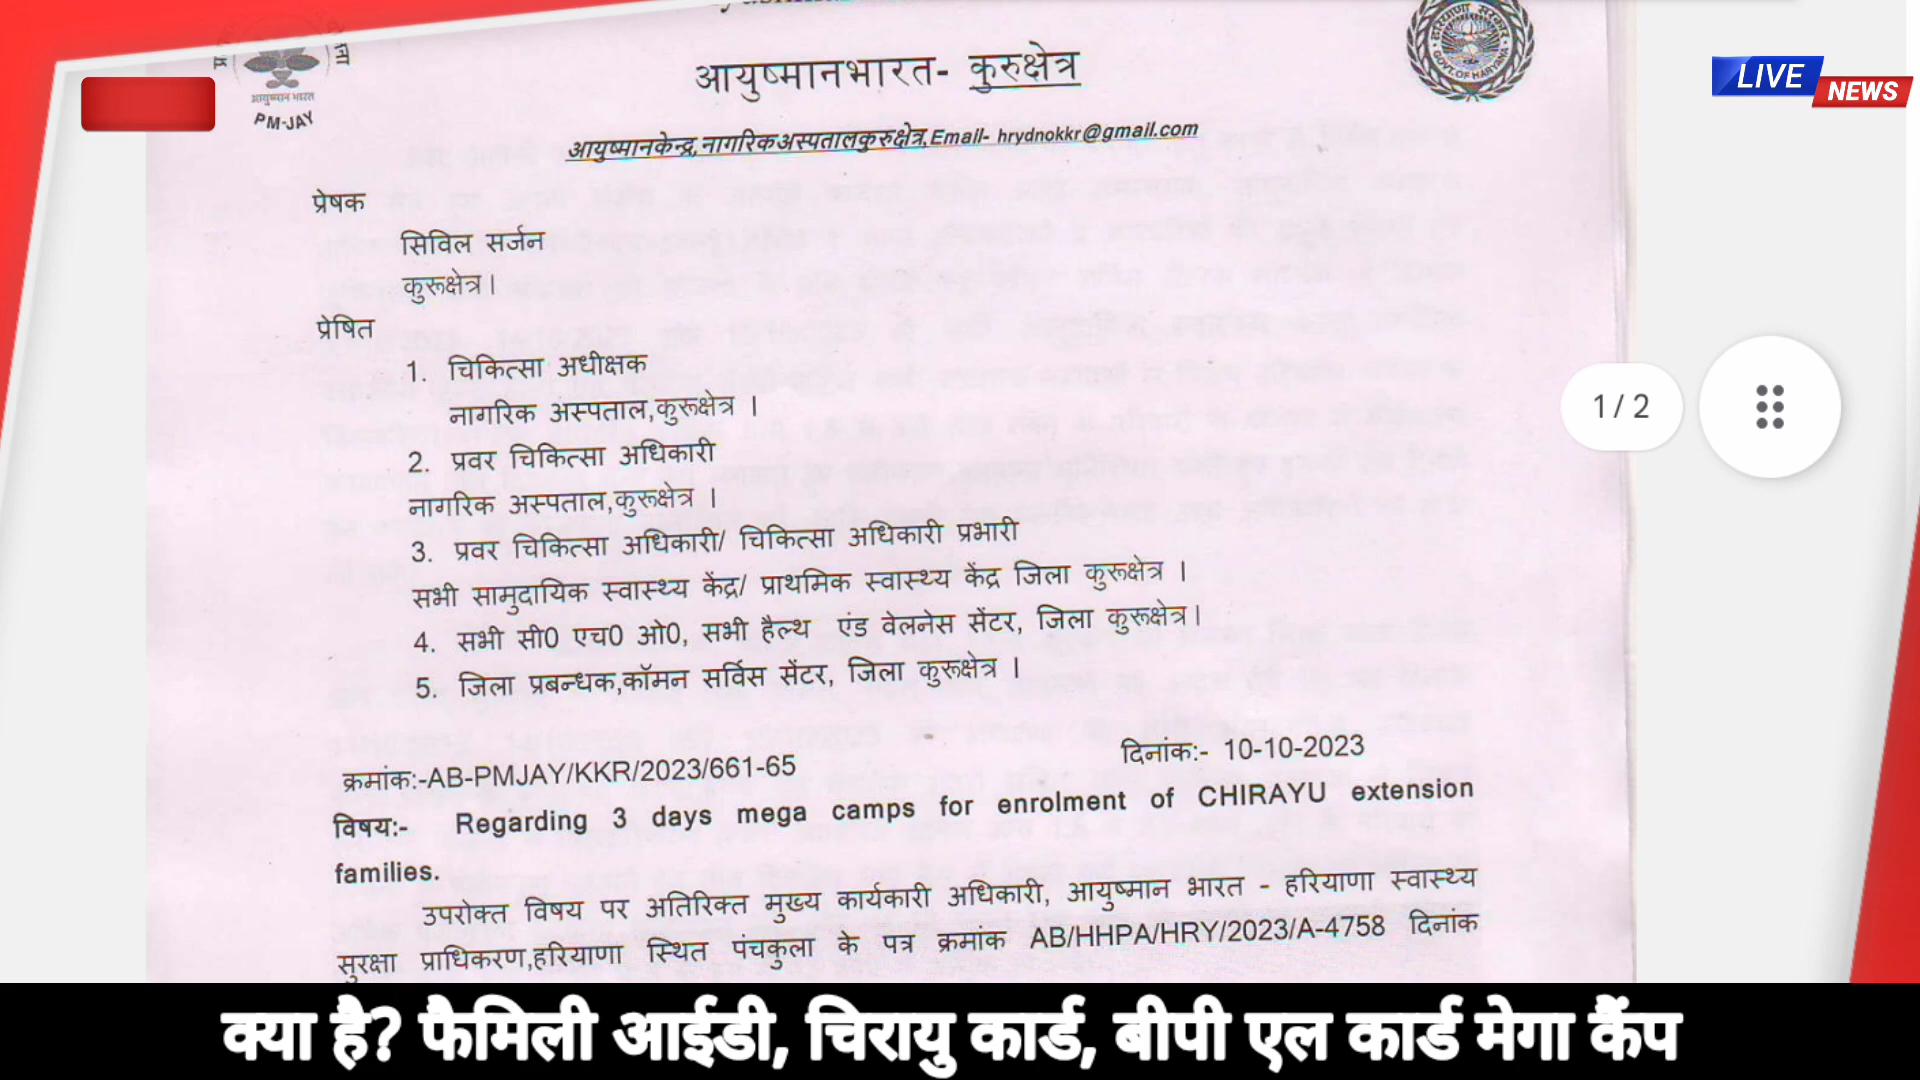 आयुष्मान भारत
PM-JAY
GOVT. OF HARYANA
LIVE
NEWS
आयुष्मानभारत- कुरुक्षेत्र
आयुष्मानकेन्द्र,नागरिकअस्पतालकुरुक्षेत्र,Email- hrydnokkr@gmail.com
प्रेषक
सिविल सर्जन
कुरूक्षेत्र।
प्रेषित
1. चिकित्सा अधीक्षक
नागरिक अस्पताल,कुरूक्षेत्र ।
2. प्रवर चिकित्सा अधिकारी
नागरिक अस्पताल,कुरूक्षेत्र ।
3. प्रवर चिकित्सा अधिकारी/ चिकित्सा अधिकारी प्रभारी
सभी सामुदायिक स्वास्थ्य केंद्र/ प्राथमिक स्वास्थ्य केंद्र जिला कुरूक्षेत्र ।
4. सभी सी0 एच0 ओ0, सभी हैल्थ एंड वेलनेस सेंटर, जिला कुरूक्षेत्र।
5. जिला प्रबन्धक,कॉमन सर्विस सेंटर, जिला कुरूक्षेत्र ।
1 / 2
दिनांक:- 10-10-2023
क्रमांक:-AB-PMJAY/KKR/2023/661-65
विषय:- Regarding 3 days mega camps for enrolment of CHIRAYU extension
families.
उपरोक्त विषय पर अतिरिक्त मुख्य कार्यकारी अधिकारी, आयुष्मान भारत - हरियाणा स्वास्थ्य
सुरक्षा प्राधिकरण,हरियाणा स्थित पंचकुला के पत्र क्रमांक AB/HHPA/HRY/2023/A-4758 दिनांक
क्या है? फैमिली आईडी, चिरायु कार्ड, बीपी एल कार्ड मेगा कैंप